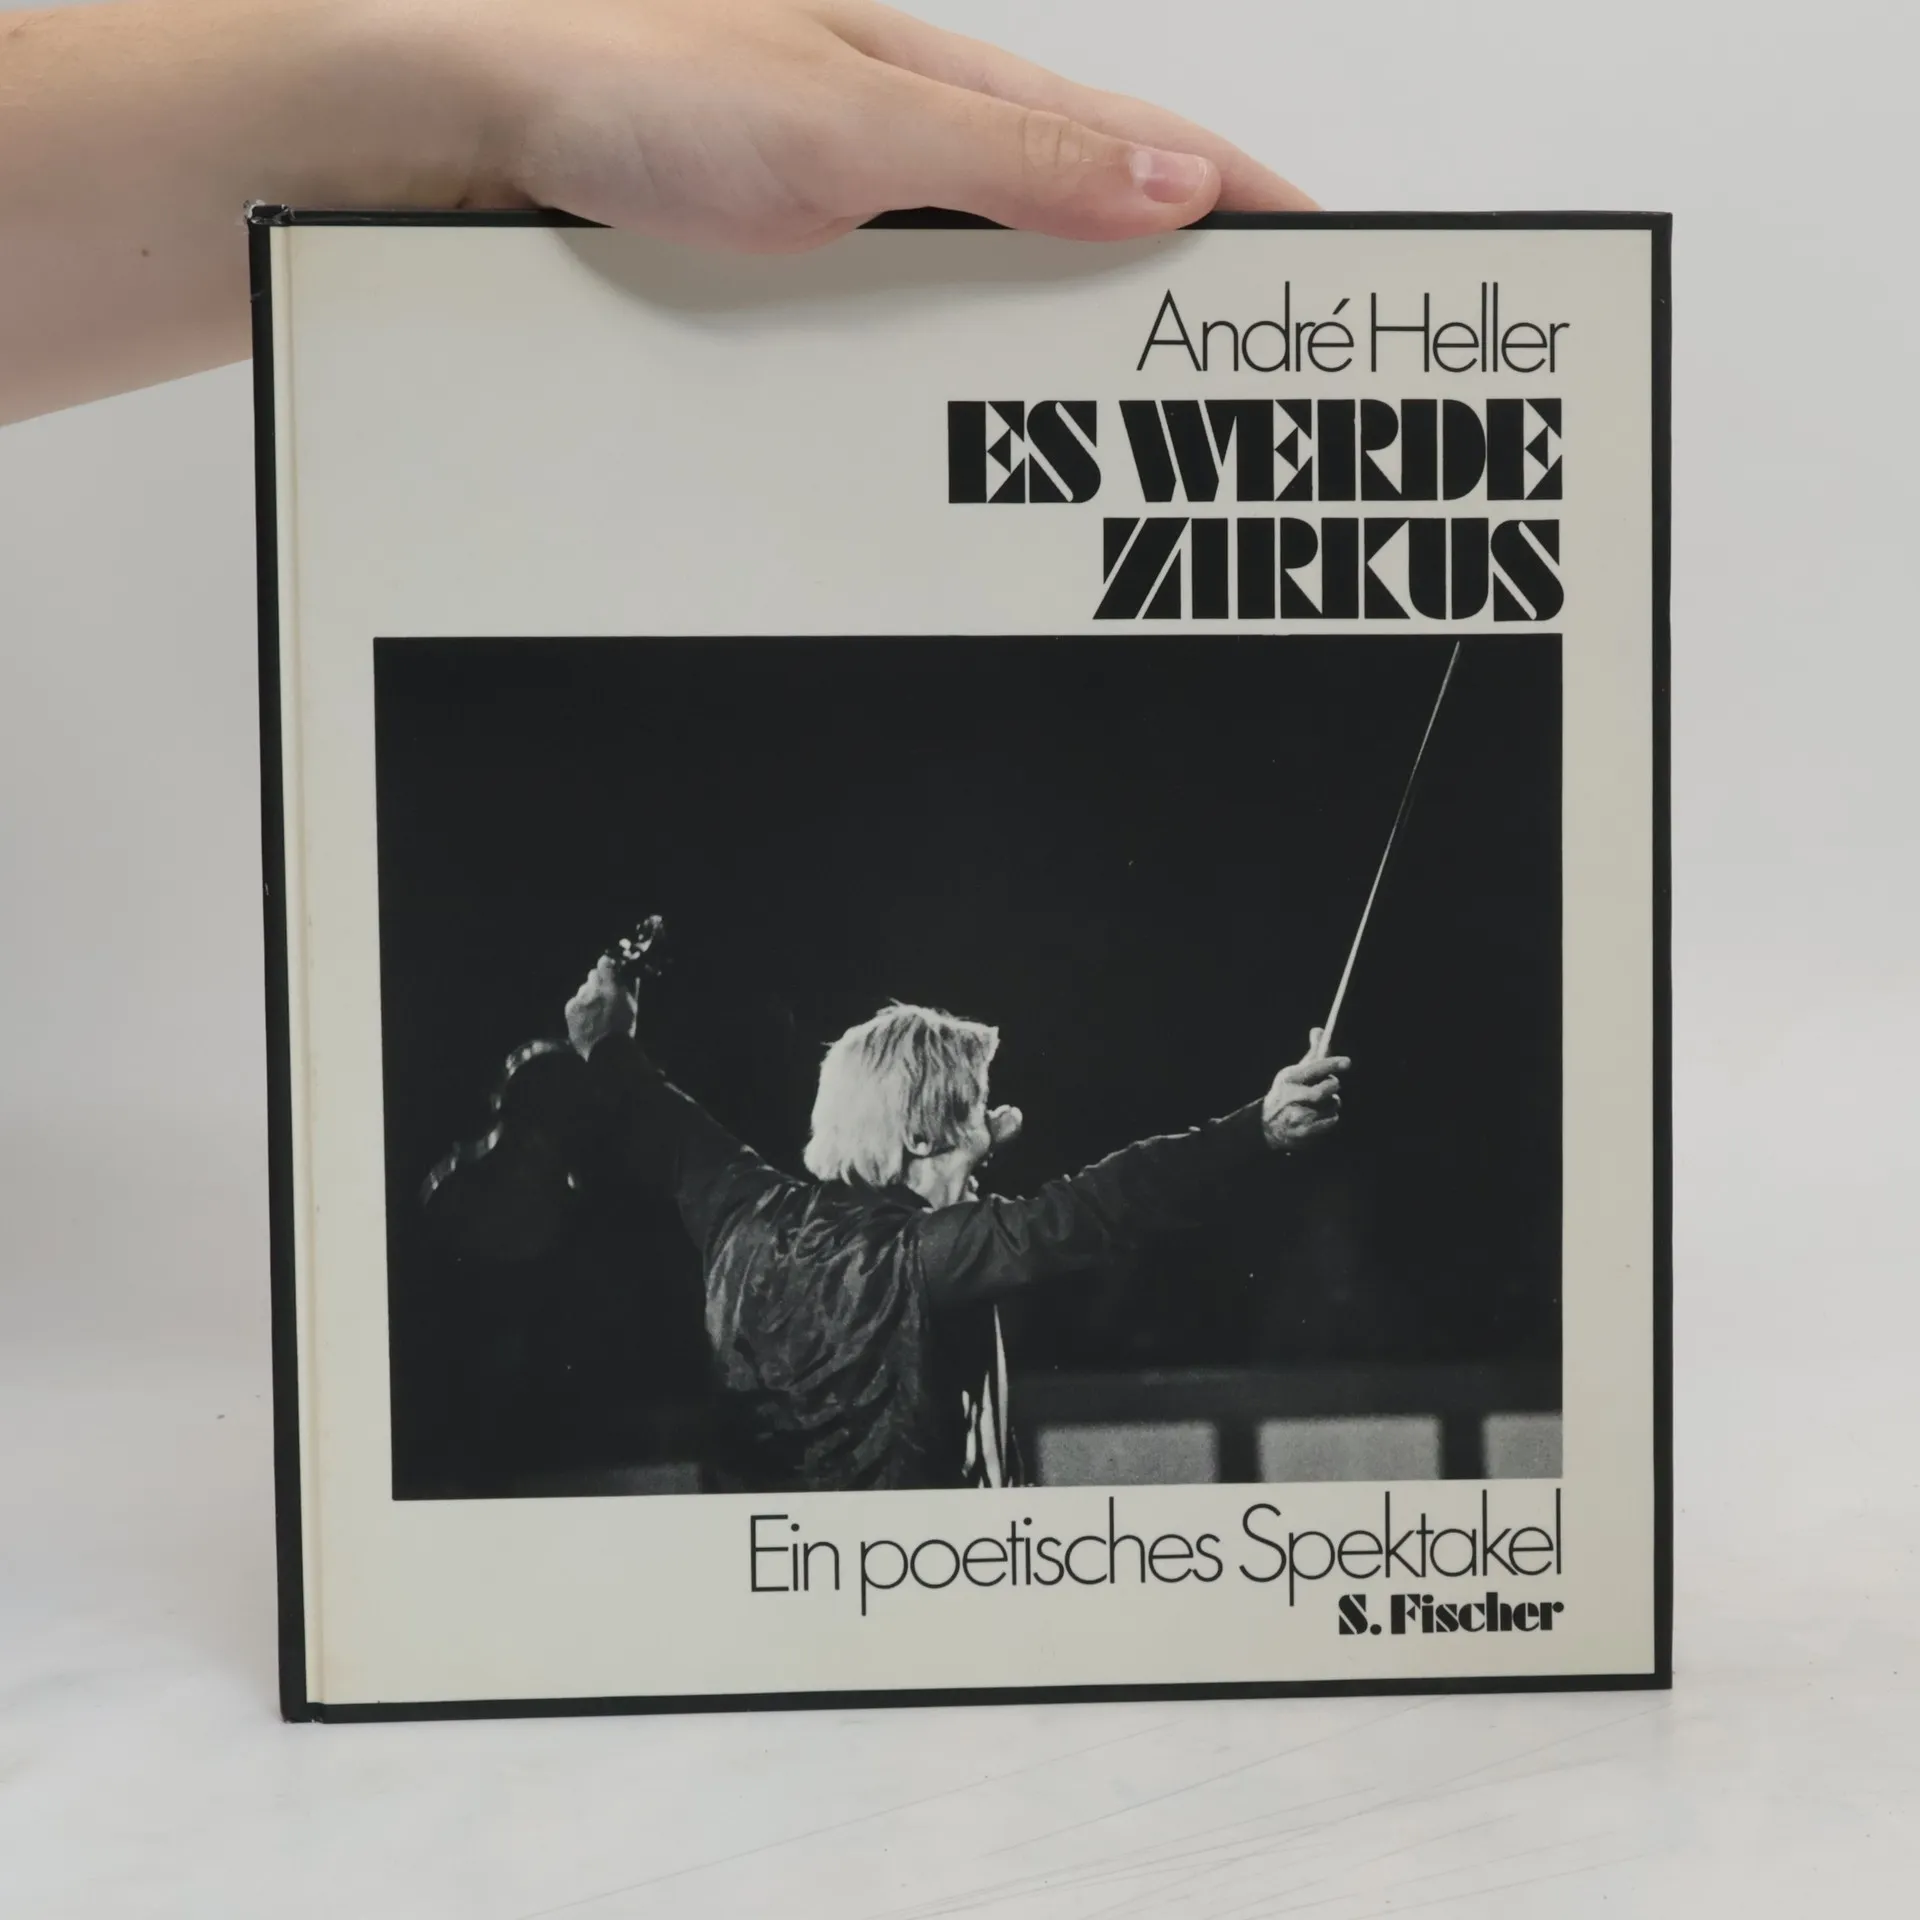 André Heller
ES WERDE
ZIRKUS
Ein poetisches Spektakel
S. Fischer